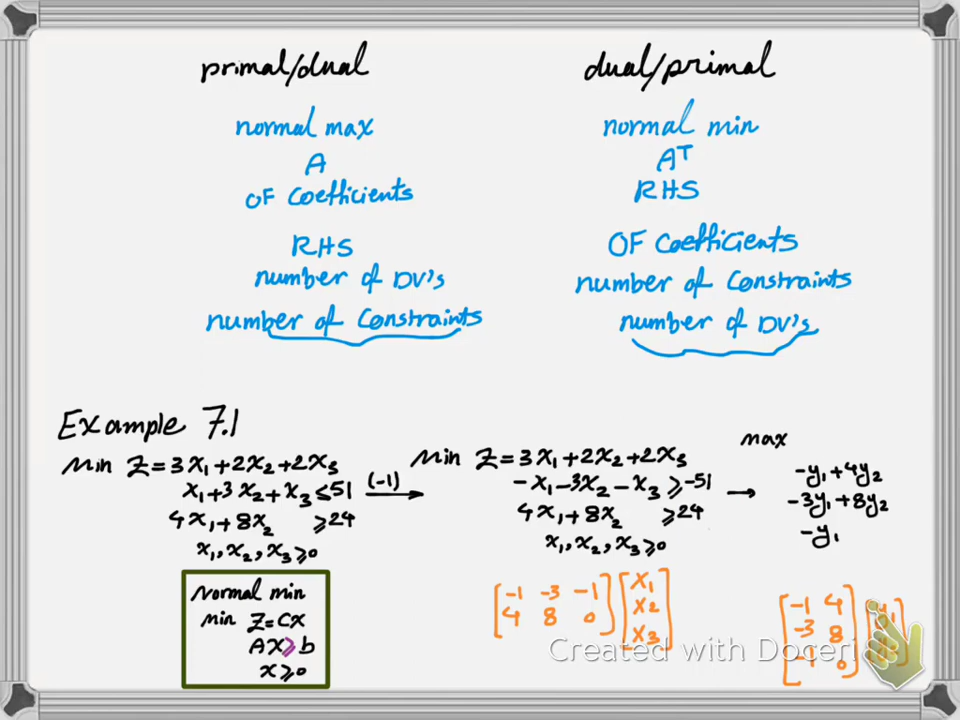 primal/dual
dual/primal
normal max
normal min
A
Aᵀ
OF Coefficients
RHS
RHS
OF Coefficients
number of DV's
number of Constraints
number of Constraints
number of DV's
Example 7.1
Min Z=3x₁+2x₂+2x₃
x₁+3x₂+x₃≤51
4x₁+8x₂ ≥24
x₁,x₂,x₃≥0
(-1)
Min Z=3x₁+2x₂+2x₃
-x₁-3x₂-x₃≥-51
4x₁+8x₂ ≥24
x₁,x₂,x₃≥0
max
-y₁+4y₂
-3y₁+8y₂
-y₁
Normal min
min Z=CX
AX≥b
X≥0
-1 -3 -1 x₁
4 8 0 x₂
x₃
-1 4
-3 8
-1 0
Created with Doceri